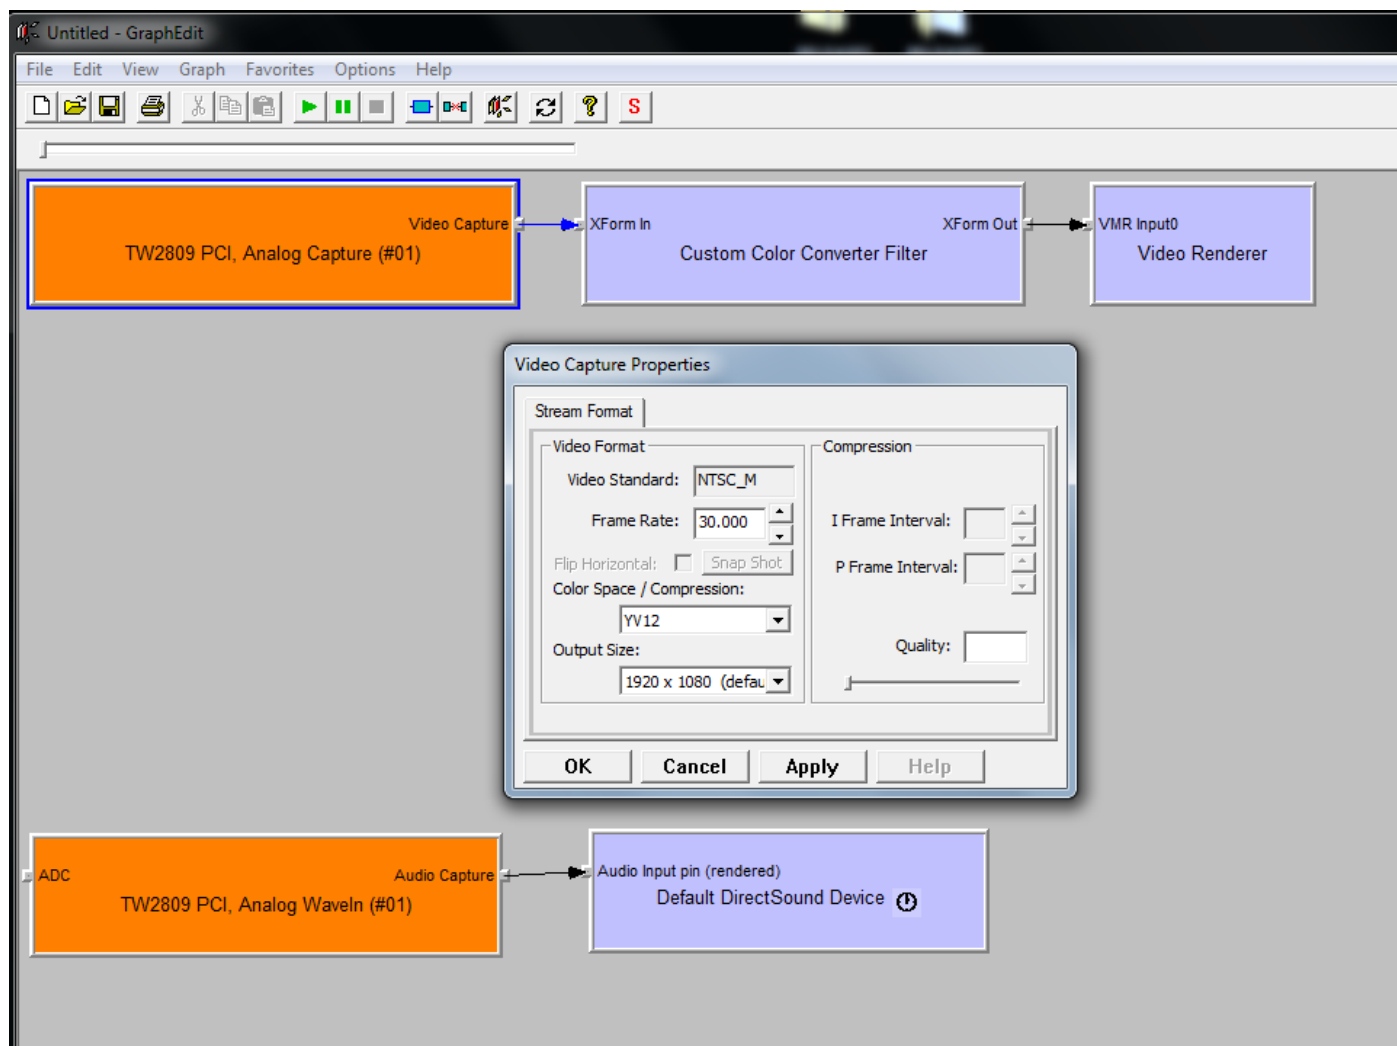 Untitled - GraphEdit
File Edit View Graph Favorites Options Help
S
Video Capture
TW2809 PCI, Analog Capture (#01)
XForm In
XForm Out
Custom Color Converter Filter
VMR Input0
Video Renderer
Video Capture Properties
Stream Format
Video Format
Video Standard: NTSC_M
Frame Rate: 30.000
Flip Horizontal: Snap Shot
Color Space / Compression:
YV12
Output Size:
1920 x 1080 (defau
Compression
I Frame Interval:
P Frame Interval:
Quality:
OK Cancel Apply Help
ADC
Audio Capture
TW2809 PCI, Analog WaveIn (#01)
Audio Input pin (rendered)
Default DirectSound Device